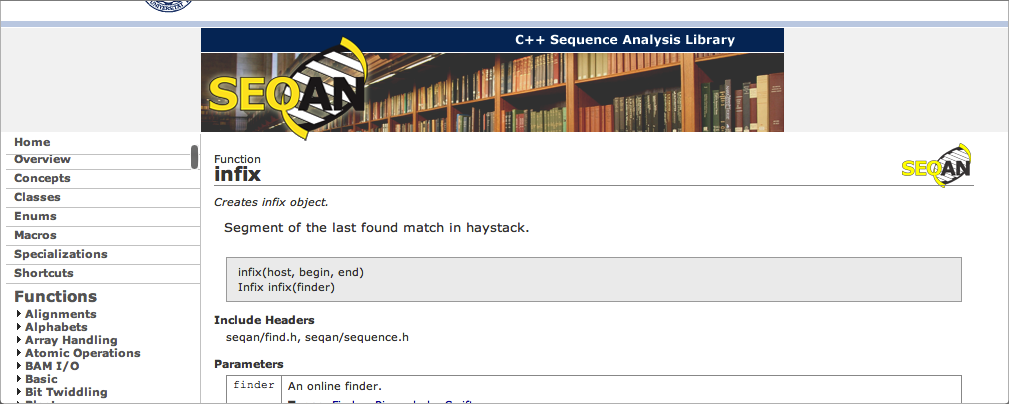 UNIVERSITÄT
C++ Sequence Analysis Library
SEQAN
Home
Overview
Concepts
Classes
Enums
Macros
Specializations
Shortcuts
Functions
Alignments
Alphabets
Array Handling
Atomic Operations
BAM I/O
Basic
Bit Twiddling
Function
infix
SEQAN
Creates infix object.
Segment of the last found match in haystack.
infix(host, begin, end)
Infix infix(finder)
Include Headers
seqan/find.h, seqan/sequence.h
Parameters
finder An online finder.